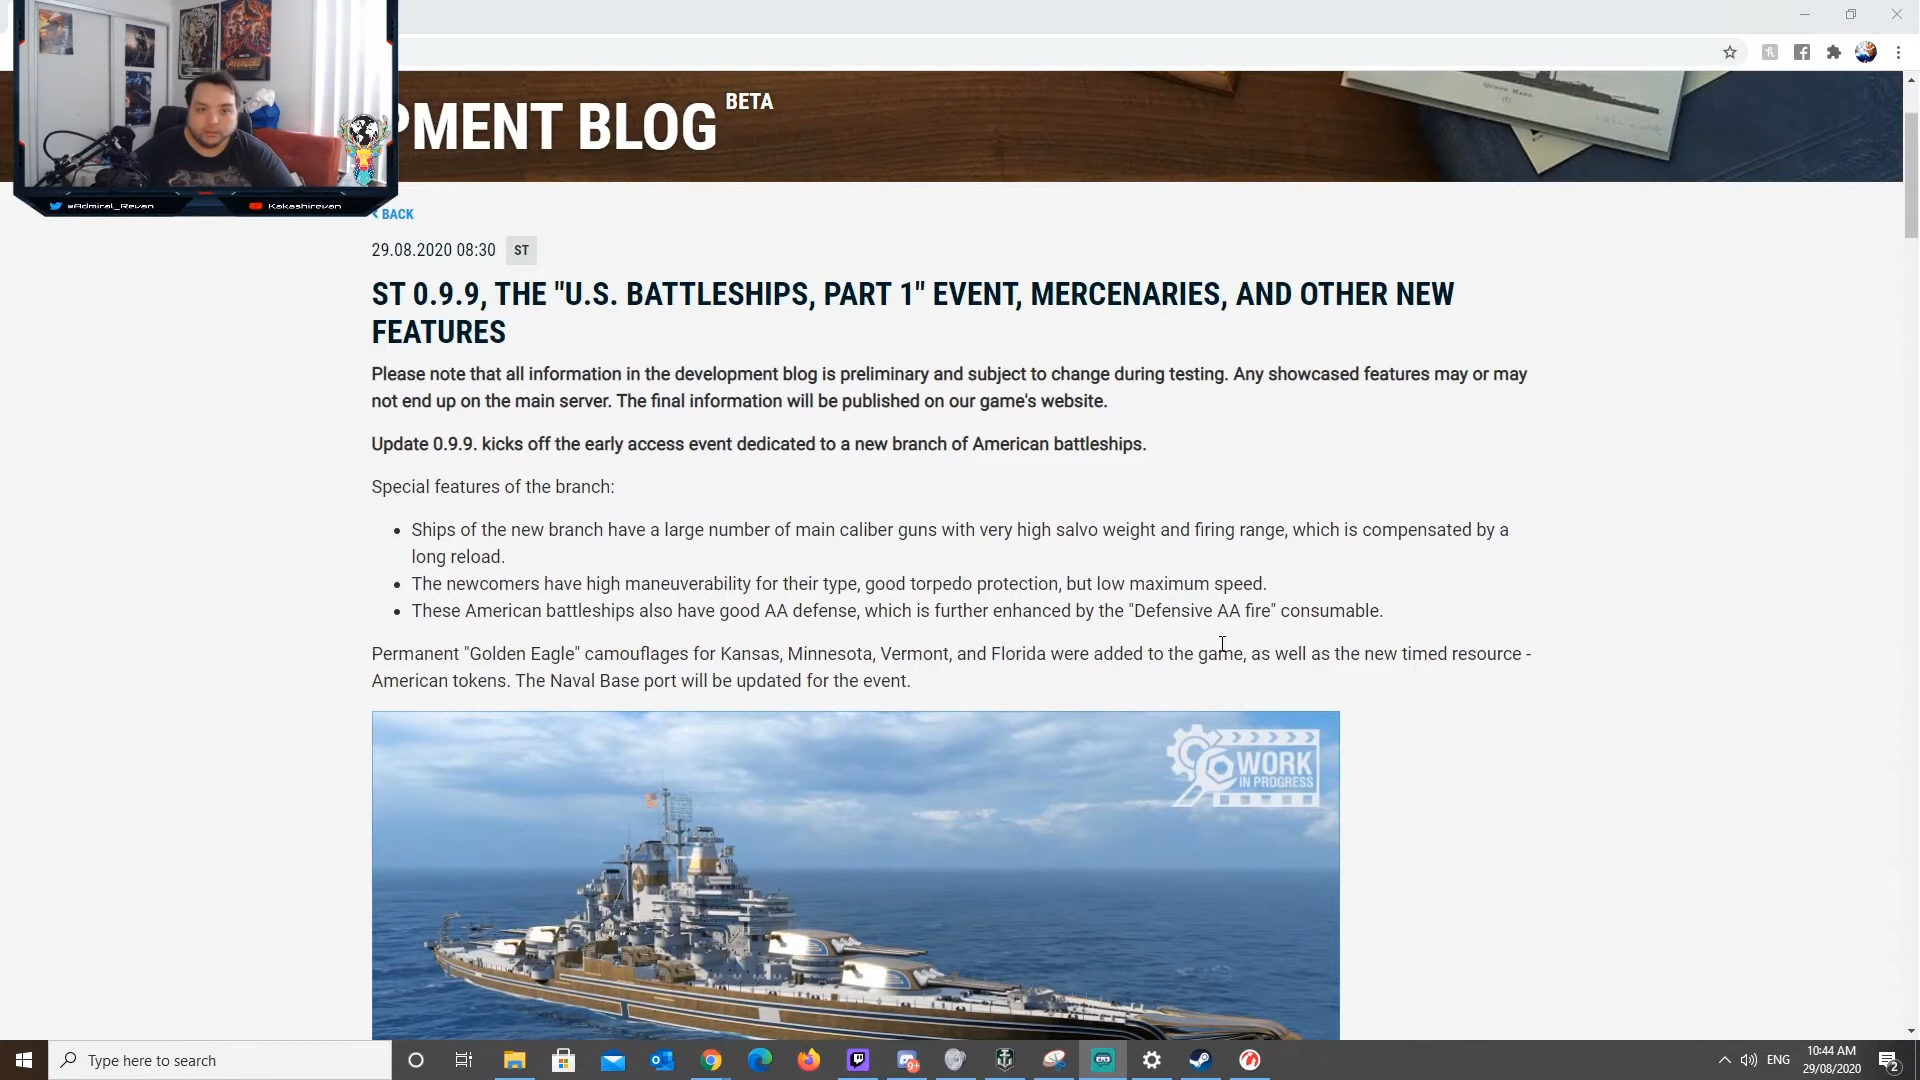 PMENT BLOG BETA
@Admiral_Revan
Kakashirevan
BACK
29.08.2020 08:30 ST
ST 0.9.9, THE "U.S. BATTLESHIPS, PART 1" EVENT, MERCENARIES, AND OTHER NEW
FEATURES
Please note that all information in the development blog is preliminary and subject to change during testing. Any showcased features may or may
not end up on the main server. The final information will be published on our game's website.
Update 0.9.9. kicks off the early access event dedicated to a new branch of American battleships.
Special features of the branch:
Ships of the new branch have a large number of main caliber guns with very high salvo weight and firing range, which is compensated by a
long reload.
The newcomers have high maneuverability for their type, good torpedo protection, but low maximum speed.
These American battleships also have good AA defense, which is further enhanced by the "Defensive AA fire" consumable.
Permanent "Golden Eagle" camouflages for Kansas, Minnesota, Vermont, and Florida were added to the game, as well as the new timed resource -
American tokens. The Naval Base port will be updated for the event.
WORK
IN PROGRESS
Type here to search
9+
ENG
10:44 AM
29/08/2020
2